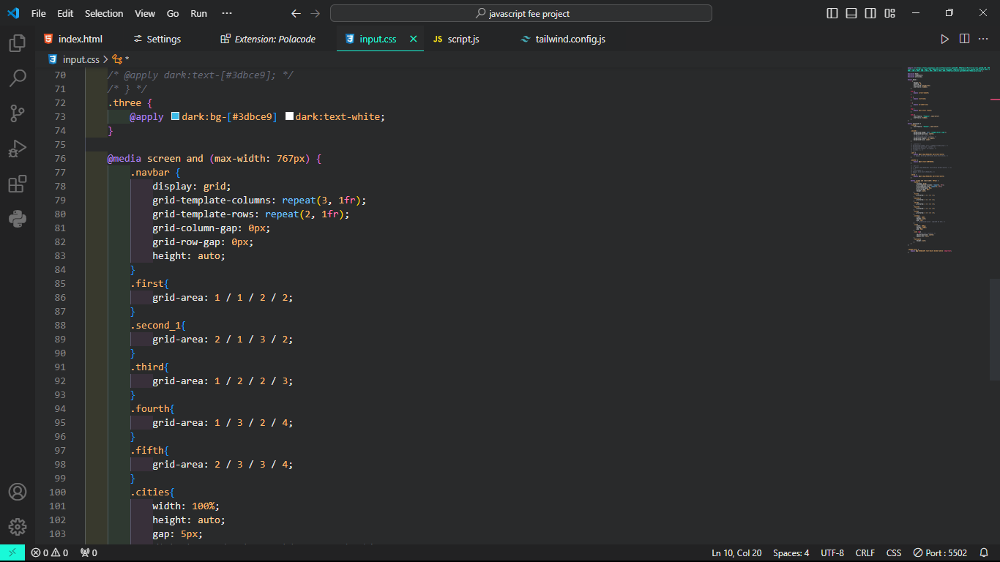 File Edit Selection View Go Run ··· javascript fee project
index.html Settings Extension: Polacode input.css script.js tailwind.config.js
input.css > *
70 /* @apply dark:text-[#3dbce9]; */
71 /* } */
72 .three {
73 @apply dark:bg-[#3dbce9] dark:text-white;
74 }
75
76 @media screen and (max-width: 767px) {
77 .navbar {
78 display: grid;
79 grid-template-columns: repeat(3, 1fr);
80 grid-template-rows: repeat(2, 1fr);
81 grid-column-gap: 0px;
82 grid-row-gap: 0px;
83 height: auto;
84 }
85 .first{
86 grid-area: 1 / 1 / 2 / 2;
87 }
88 .second_1{
89 grid-area: 2 / 1 / 3 / 2;
90 }
91 .third{
92 grid-area: 1 / 2 / 2 / 3;
93 }
94 .fourth{
95 grid-area: 1 / 3 / 2 / 4;
96 }
97 .fifth{
98 grid-area: 2 / 3 / 3 / 4;
99 }
100 .cities{
101 width: 100%;
102 height: auto;
103 gap: 5px;
0 0 0 Ln 10, Col 20 Spaces: 4 UTF-8 CRLF CSS Port : 5502